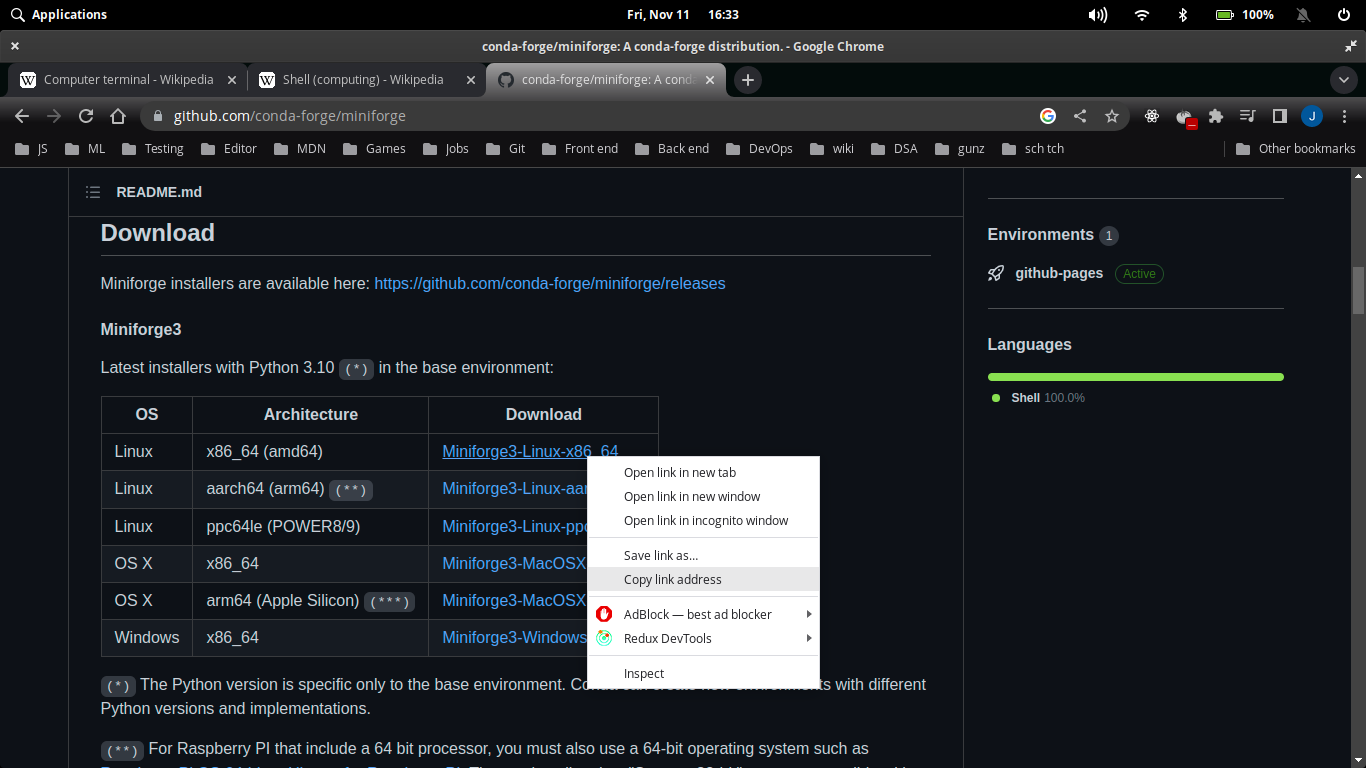 Applications Fri, Nov 11 16:33 100%
conda-forge/miniforge: A conda-forge distribution. - Google Chrome
Computer terminal - Wikipedia Shell (computing) - Wikipedia conda-forge/miniforge: A cond
github.com/conda-forge/miniforge J
JS ML Testing Editor MDN Games Jobs Git Front end Back end DevOps wiki DSA gunz sch tch Other bookmarks
README.md
Download
Miniforge installers are available here: https://github.com/conda-forge/miniforge/releases
Miniforge3
Latest installers with Python 3.10 (*) in the base environment:
OS Architecture Download
Linux x86_64 (amd64) Miniforge3-Linux-x86_64
Linux aarch64 (arm64) (**) Miniforge3-Linux-aar
Linux ppc64le (POWER8/9) Miniforge3-Linux-ppc
OS X x86_64 Miniforge3-MacOSX
OS X arm64 (Apple Silicon) (***) Miniforge3-MacOSX
Windows x86_64 Miniforge3-Windows
Open link in new tab
Open link in new window
Open link in incognito window
Save link as...
Copy link address
AdBlock — best ad blocker
Redux DevTools
Inspect
(*) The Python version is specific only to the base environment. with different
Python versions and implementations.
(**) For Raspberry PI that include a 64 bit processor, you must also use a 64-bit operating system such as
Environments 1
github-pages Active
Languages
Shell 100.0%